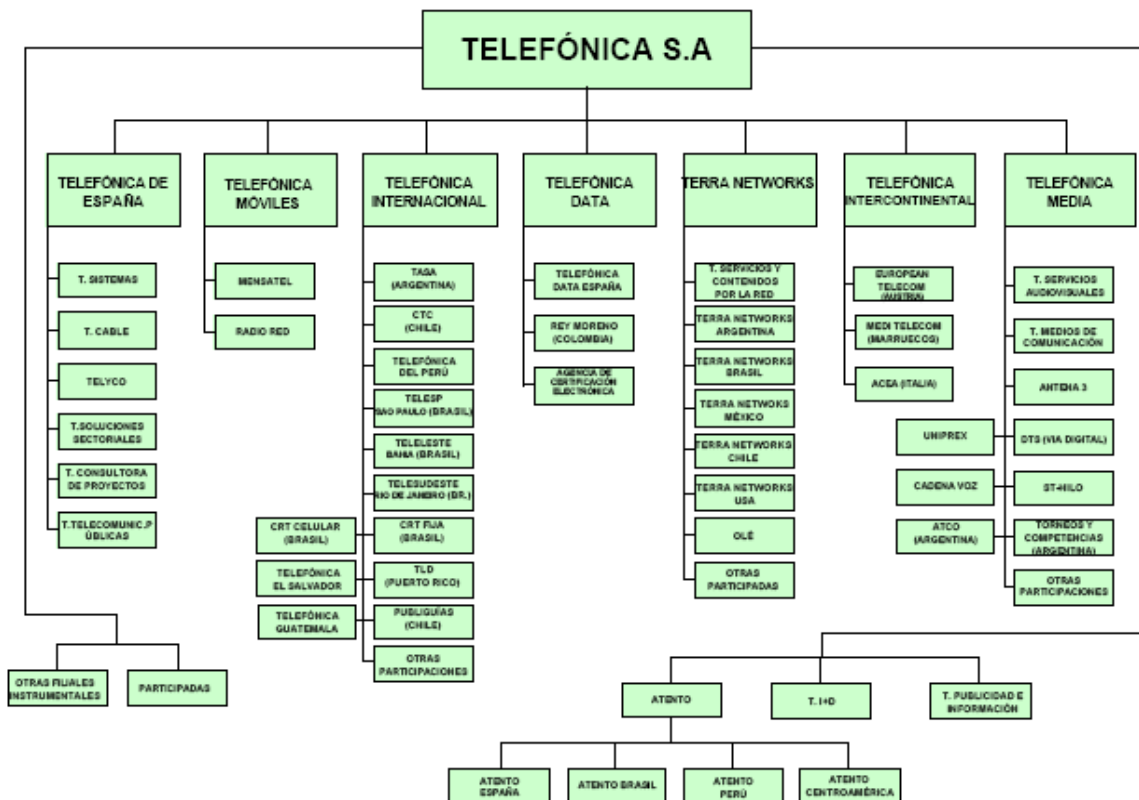 TELEFÓNICA S.A
TELEFÓNICA DE
ESPAÑA
TELEFÓNICA
MÓVILES
TELEFÓNICA
INTERNACIONAL
TELEFÓNICA
DATA
TERRA NETWORKS
TELEFÓNICA
INTERCONTINENTAL
TELEFÓNICA
MEDIA
T. SISTEMAS
T. CABLE
TELYCO
T.SOLUCIONES
SECTORIALES
T. CONSULTORA
DE PROYECTOS
T.TELECOMUNIC.P
ÚBLICAS
MENSATEL
RADIO RED
TASA
(ARGENTINA)
CTC
(CHILE)
TELEFÓNICA
DEL PERÚ
TELESP
SAO PAULO (BRASIL)
TELELESTE
BAHIA (BRASIL)
TELESUDESTE
RIO DE JANEIRO (BR.)
CRT CELULAR
(BRASIL)
CRT FIJA
(BRASIL)
TELEFÓNICA
EL SALVADOR
TLD
(PUERTO RICO)
TELEFÓNICA
GUATEMALA
PUBLIGUÍAS
(CHILE)
OTRAS
PARTICIPACIONES
TELEFÓNICA
DATA ESPAÑA
REY MORENO
(COLOMBIA)
AGENCIA DE
CERTIFICACIÓN
ELECTRÓNICA
T. SERVICIOS Y
CONTENIDOS
POR LA RED
TERRA NETWORKS
ARGENTINA
TERRA NETWORKS
BRASIL
TERRA NETWOKS
MÉXICO
TERRA NETWORKS
CHILE
TERRA NETWORKS
USA
OLÉ
OTRAS
PARTICIPADAS
EUROPEAN
TELECOM
(AUSTRIA)
MEDI TELECOM
(MARRUECOS)
ACEA (ITALIA)
T. SERVICIOS
AUDIOVISUALES
T. MEDIOS DE
COMUNICACIÓN
ANTENA 3
UNIPREX
DTS (VIA DIGITAL)
CADENA VOZ
ST-HILO
ATCO
(ARGENTINA)
TORNEOS Y
COMPETENCIAS
(ARGENTINA)
OTRAS
PARTICIPACIONES
OTRAS FILIALES
INSTRUMENTALES
PARTICIPADAS
ATENTO
T. I+D
T. PUBLICIDAD E
INFORMACIÓN
ATENTO
ESPAÑA
ATENTO BRASIL
ATENTO
PERÚ
ATENTO
CENTROAMÉRICA